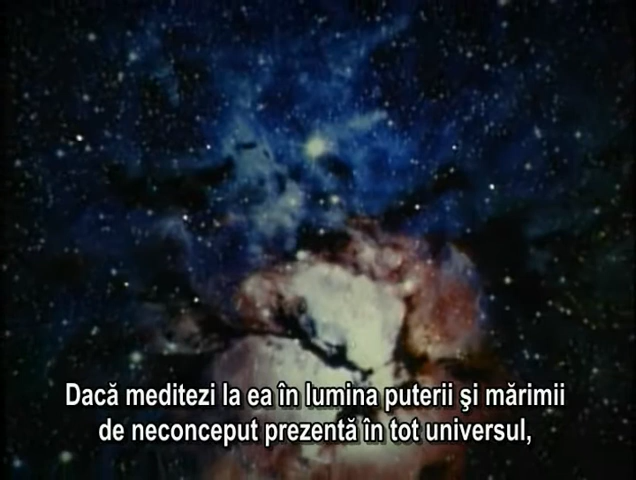 Dacă meditezi la ea în lumina puterii şi mărimii
de neconceput prezentă în tot universul,